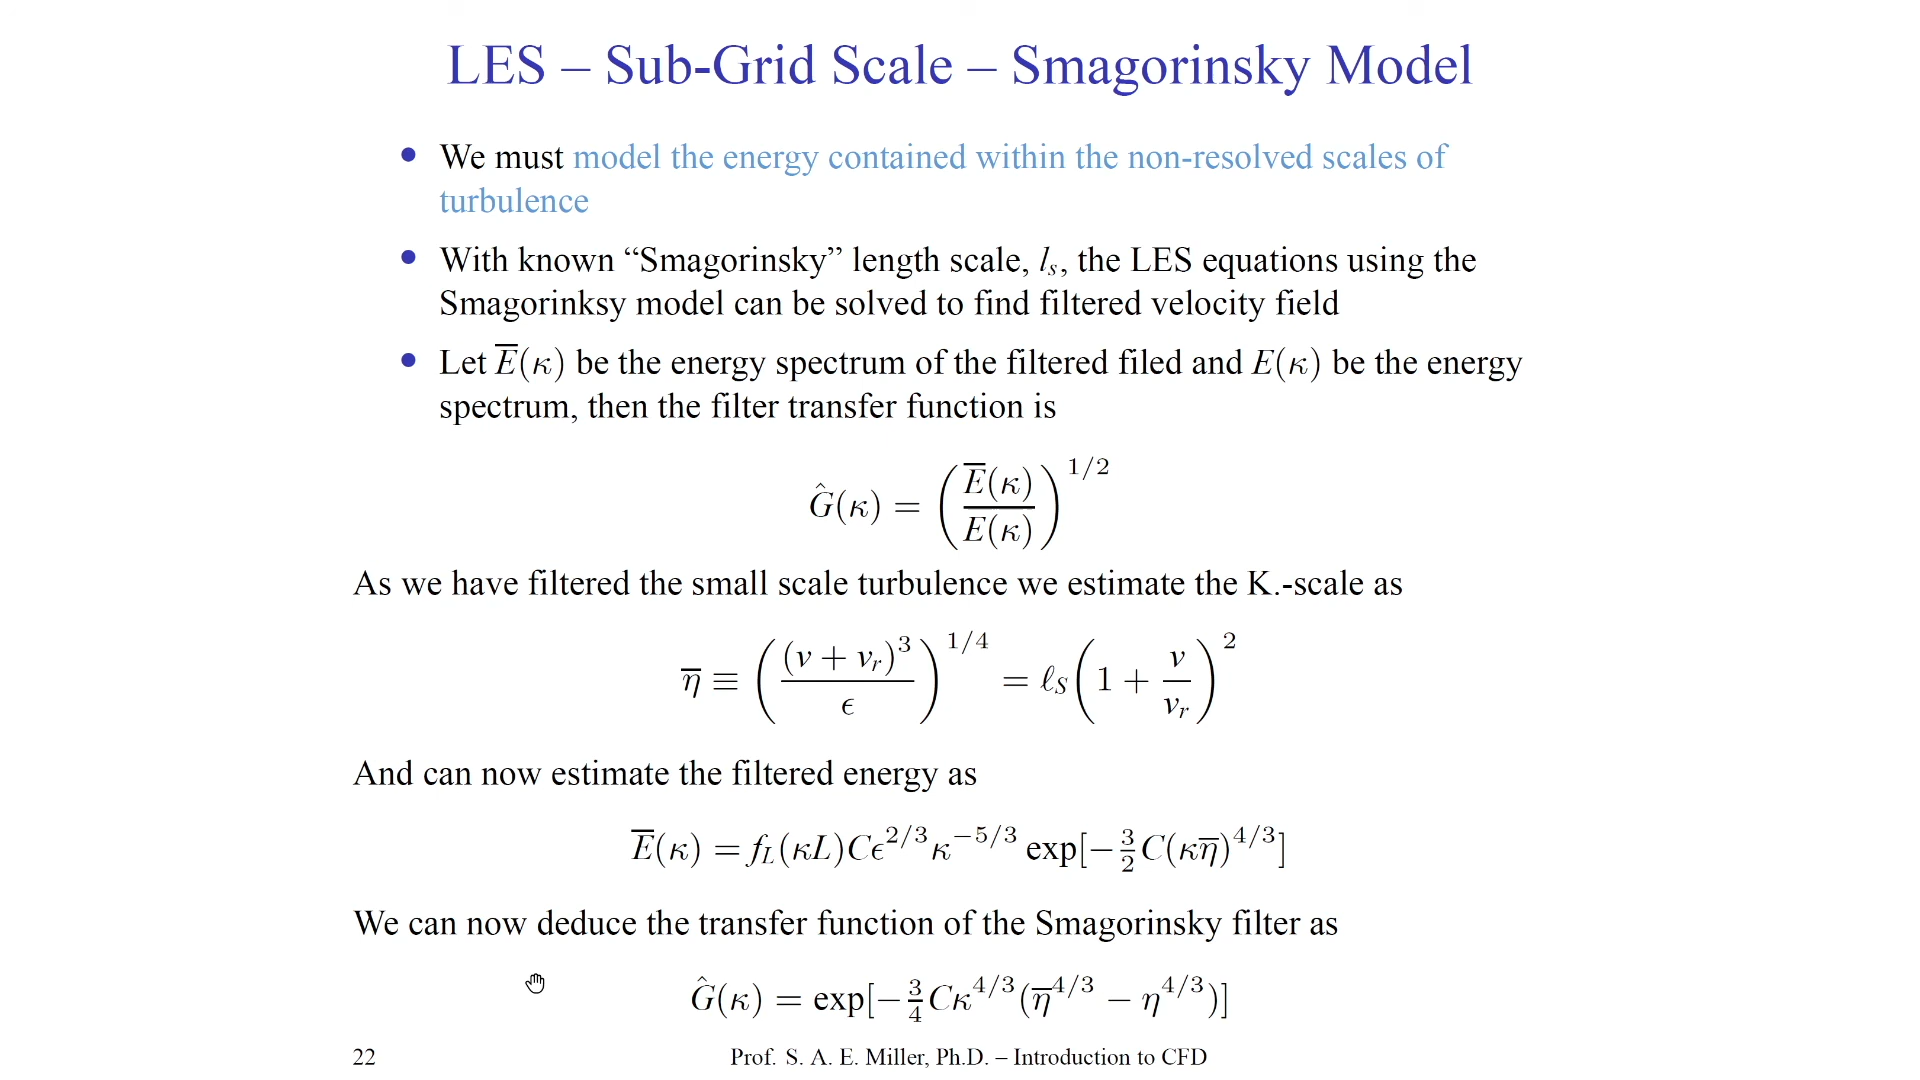 LES – Sub-Grid Scale – Smagorinsky Model
• We must model the energy contained within the non-resolved scales of
turbulence
• With known “Smagorinsky” length scale, l_s, the LES equations using the
Smagorinksy model can be solved to find filtered velocity field
• Let E̅(κ) be the energy spectrum of the filtered filed and E(κ) be the energy
spectrum, then the filter transfer function is
Ĝ(κ) = (E̅(κ)/E(κ))^{1/2}
As we have filtered the small scale turbulence we estimate the K.-scale as
η̅ ≡ ((ν + ν_r)^3/ϵ)^{1/4} = ℓ_S(1 + ν/ν_r)^2
And can now estimate the filtered energy as
E̅(κ) = f_L(κL)Cϵ^{2/3}κ^{−5/3} exp[−3/2 C(κη̅)^{4/3}]
We can now deduce the transfer function of the Smagorinsky filter as
Ĝ(κ) = exp[−3/4 Cκ^{4/3}(η̅^{4/3} − η^{4/3})]
22 Prof. S. A. E. Miller, Ph.D. – Introduction to CFD